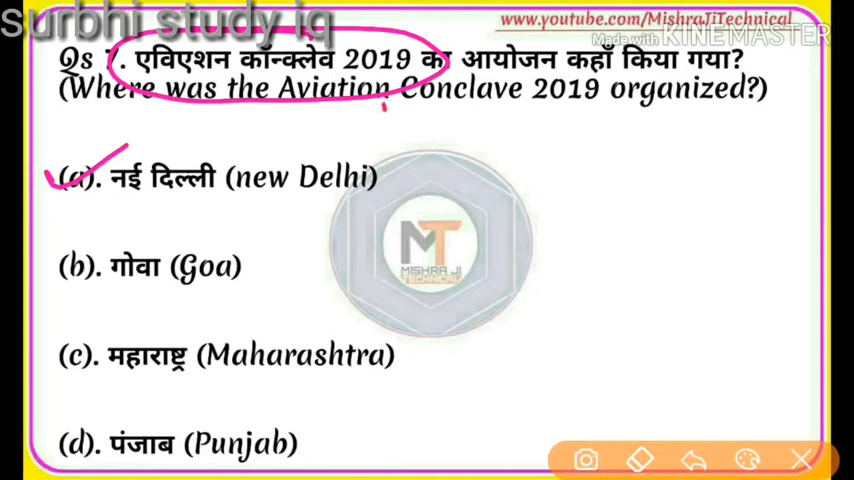 Surbhi study iq
www.youtube.com/MishraJiTechnical
Made with KINEMASTER
Qs 7. एविएशन कॉन्क्लेव 2019 का आयोजन कहाँ किया गया?
(Where was the Aviation Conclave 2019 organized?)
(a). नई दिल्ली (new Delhi)
(b). गोवा (Goa)
MT
MISHRA JI
TECHNICAL
(c). महाराष्ट्र (Maharashtra)
(d). पंजाब (Punjab)